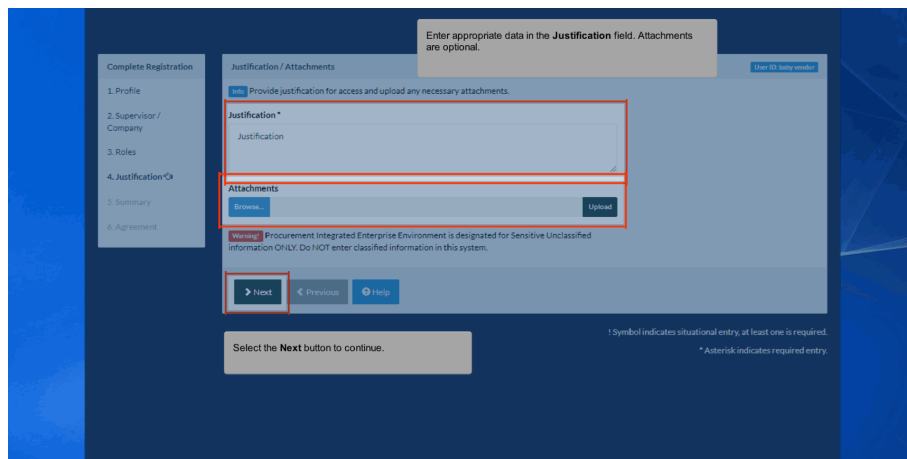 Enter appropriate data in the Justification field. Attachments
are optional.
Complete Registration
1. Profile
2. Supervisor /
Company
3. Roles
4. Justification
5. Summary
6. Agreement
Justification / Attachments
User ID: baby vendor
Info Provide justification for access and upload any necessary attachments.
Justification *
Justification
Attachments
Browse...
Upload
Warning! Procurement Integrated Enterprise Environment is designated for Sensitive Unclassified
information ONLY. Do NOT enter classified information in this system.
Next
Previous
Help
! Symbol indicates situational entry, at least one is required.
Select the Next button to continue.
* Asterisk indicates required entry.